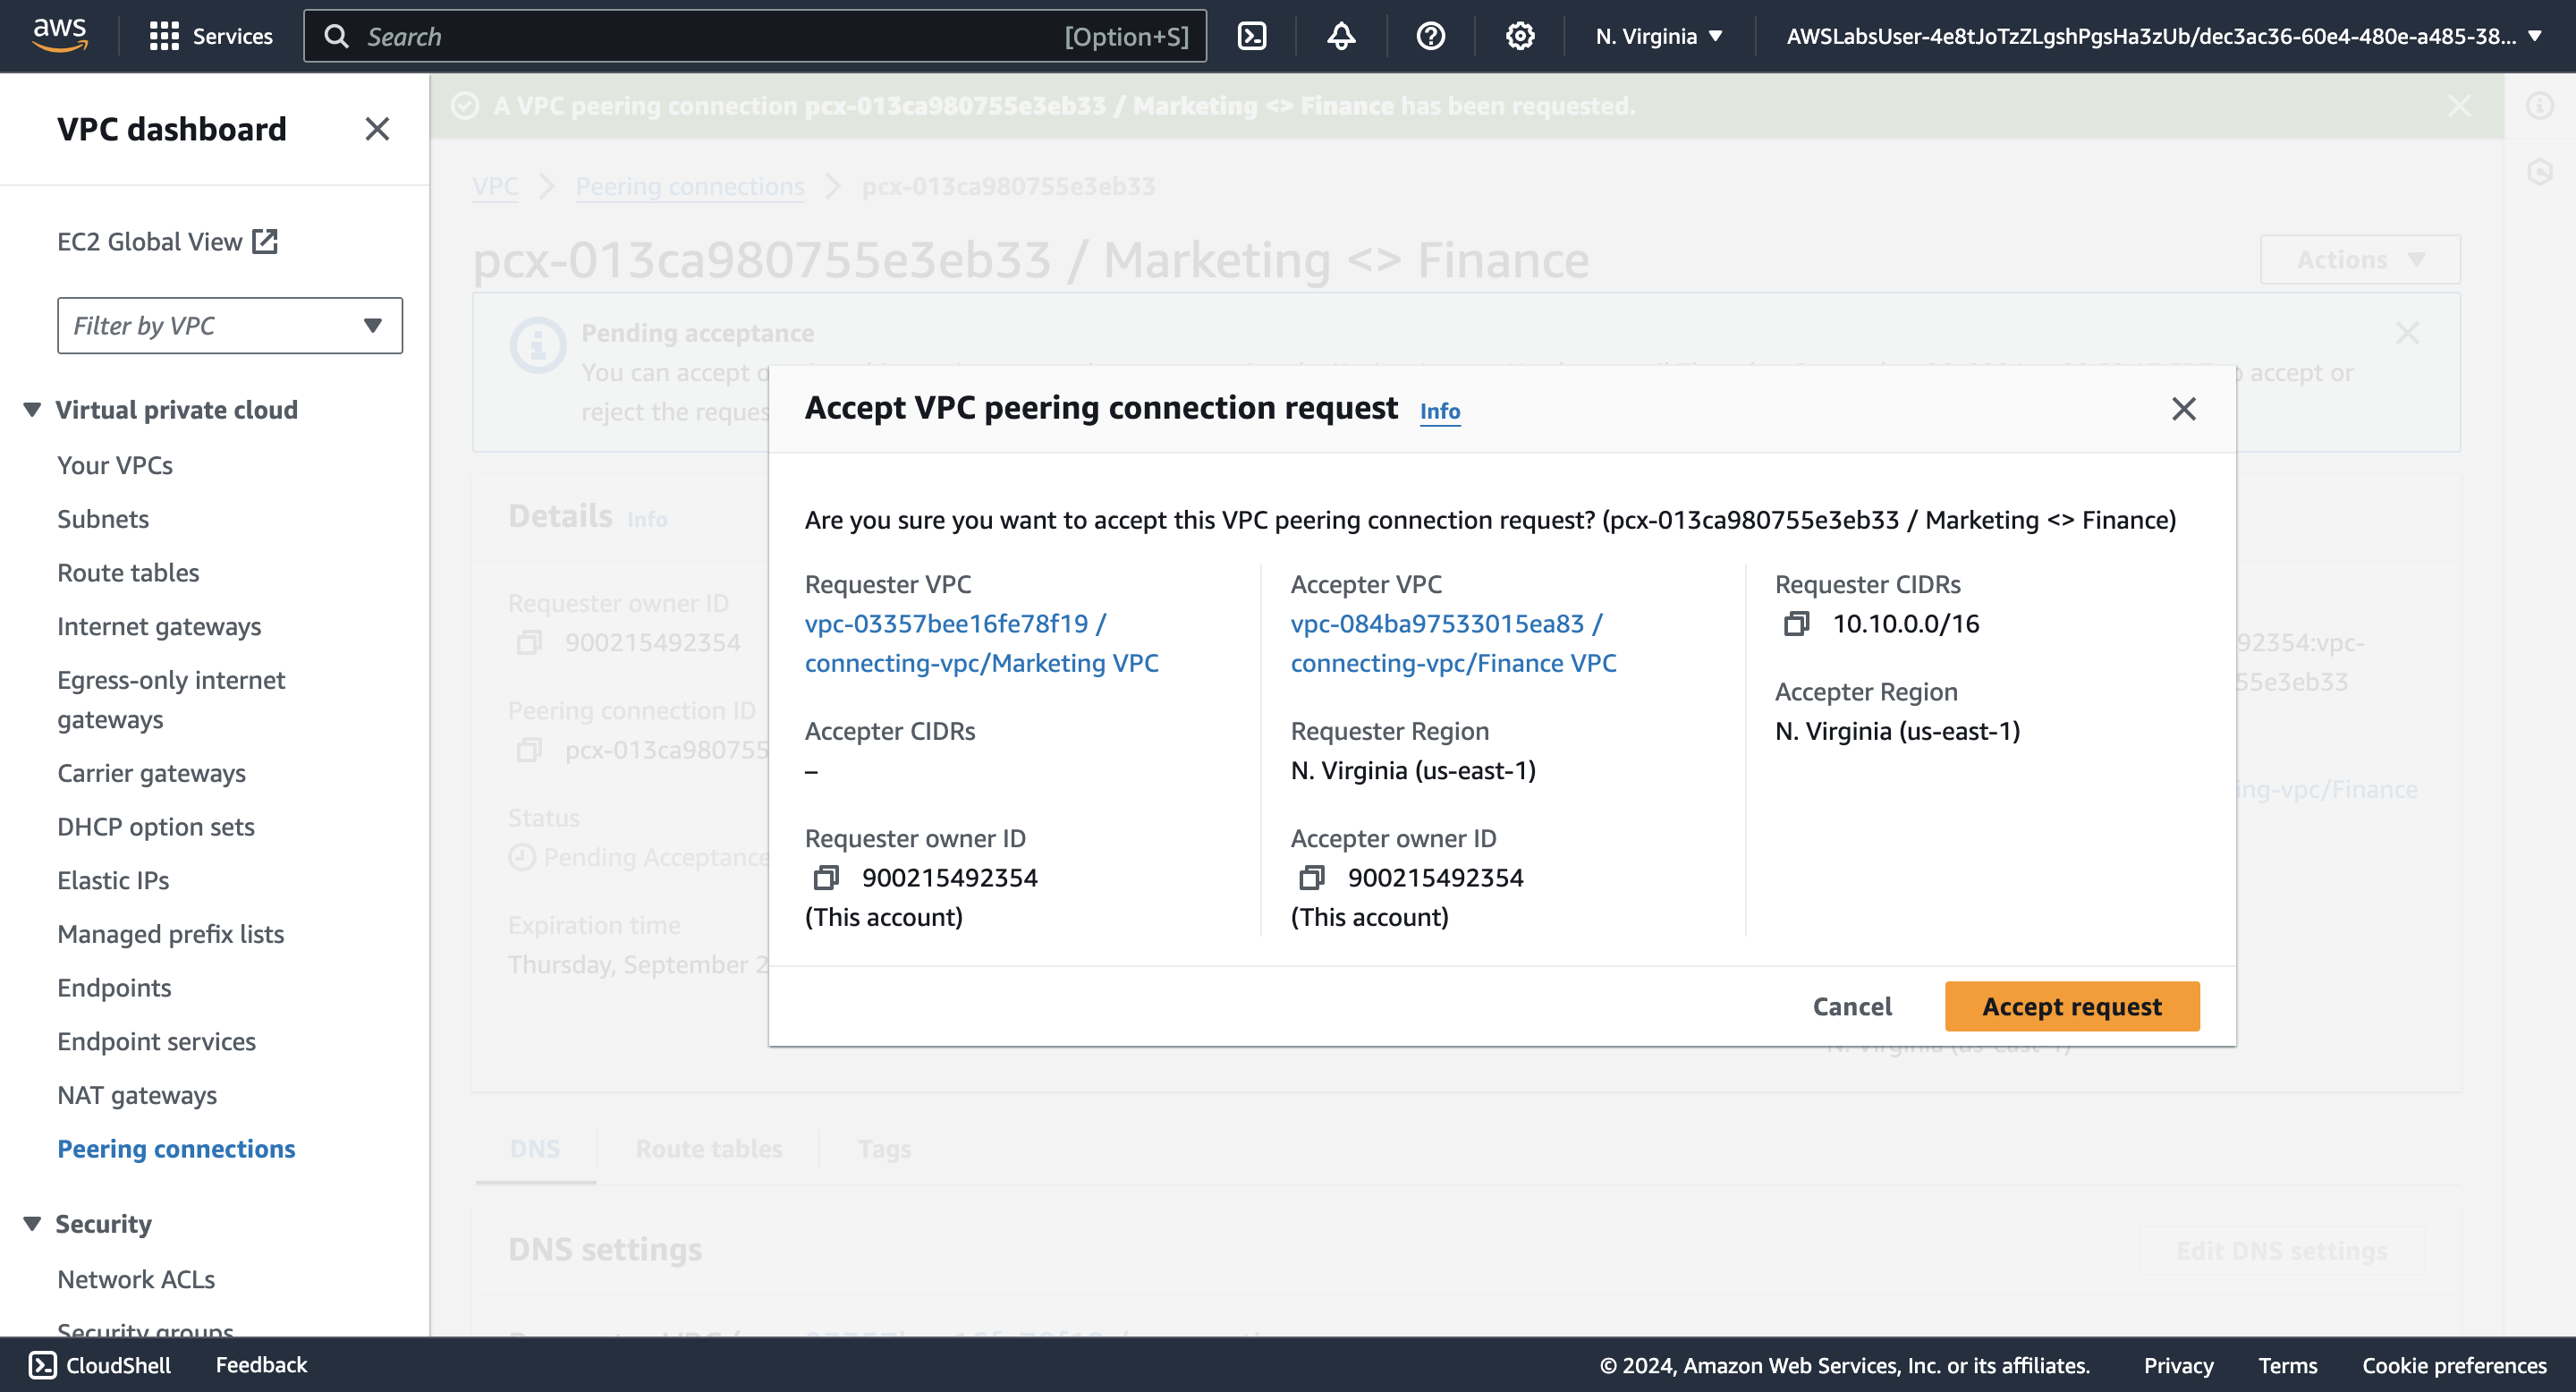 aws
Services
Search
[Option+S]
N. Virginia
AWSLabsUser-4e8tJoTzZLgshPgsHa3zUb/dec3ac36-60e4-480e-a485-38...
VPC dashboard
EC2 Global View
Filter by VPC
Virtual private cloud
Your VPCs
Subnets
Route tables
Internet gateways
Egress-only internet
gateways
Carrier gateways
DHCP option sets
Elastic IPs
Managed prefix lists
Endpoints
Endpoint services
NAT gateways
Peering connections
Security
Network ACLs
Security groups
A VPC peering connection pcx-013ca980755e3eb33 / Marketing <> Finance has been requested.
VPC
Peering connections
pcx-013ca980755e3eb33
pcx-013ca980755e3eb33 / Marketing <> Finance
Actions
Pending acceptance
You can accept o
accept or
reject the reques
Details Info
Requester owner ID
900215492354
Peering connection ID
pcx-013ca980755
Status
Pending Acceptance
Expiration time
Thursday, September 2
92354:vpc-
55e3eb33
ing-vpc/Finance
Accept VPC peering connection request Info
Are you sure you want to accept this VPC peering connection request? (pcx-013ca980755e3eb33 / Marketing <> Finance)
Requester VPC
vpc-03357bee16fe78f19 /
connecting-vpc/Marketing VPC
Accepter VPC
vpc-084ba97533015ea83 /
connecting-vpc/Finance VPC
Requester CIDRs
10.10.0.0/16
Accepter CIDRs
–
Requester Region
N. Virginia (us-east-1)
Accepter Region
N. Virginia (us-east-1)
Requester owner ID
900215492354
(This account)
Accepter owner ID
900215492354
(This account)
Cancel
Accept request
N. Virginia (us-east-1)
DNS
Route tables
Tags
DNS settings
Edit DNS settings
CloudShell
Feedback
© 2024, Amazon Web Services, Inc. or its affiliates.
Privacy
Terms
Cookie preferences